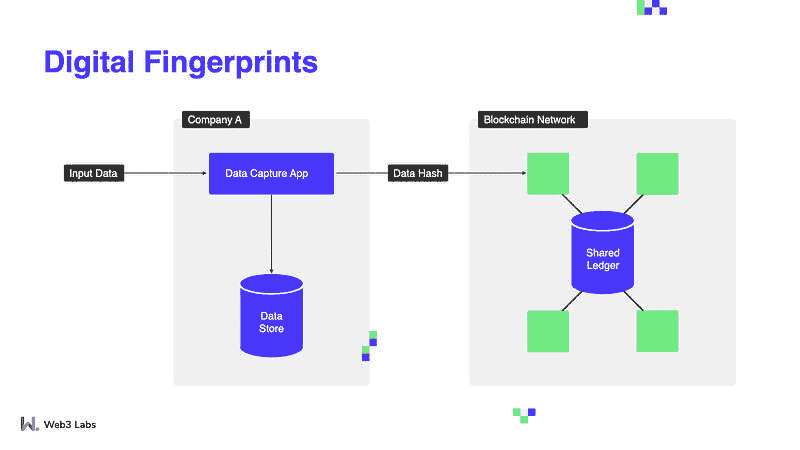 Digital Fingerprints
Company A
Blockchain Network
Input Data
Data Capture App
Data Hash
Shared
Ledger
Data
Store
W. Web3 Labs